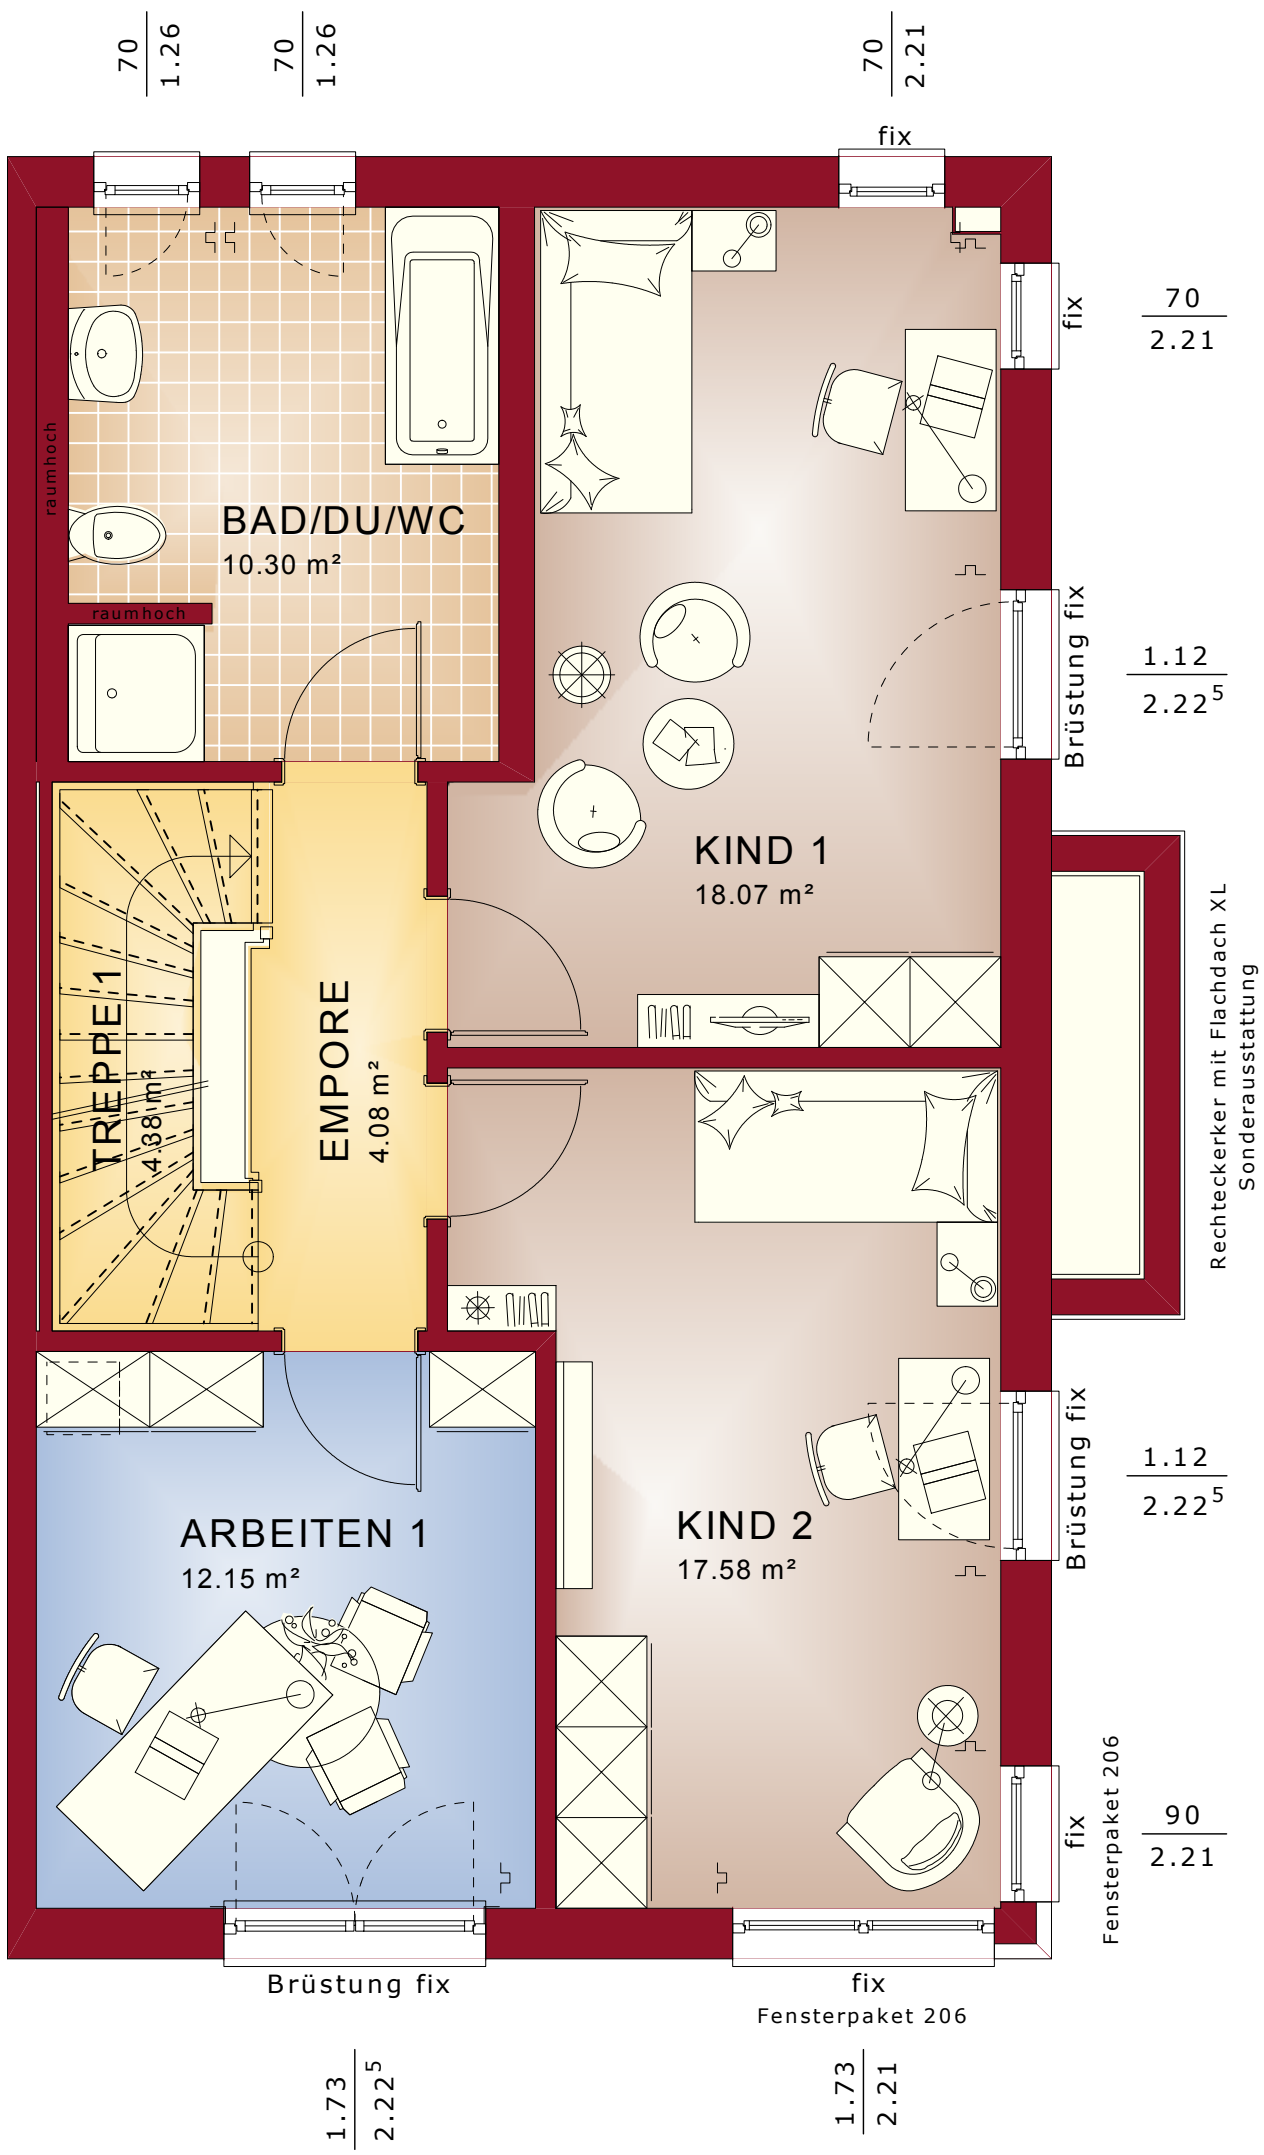 70
1.26
70
1.26
70
2.21
fix
fix
70
2.21
raumhoch
BAD/DU/WC
10.30 m²
raumhoch
Brüstung fix
1.12
2.22⁵
KIND 1
18.07 m²
TREPPE 1
4.38 m²
EMPORE
4.08 m²
Rechteckerker mit Flachdach XL
Sonderausstattung
Brüstung fix
1.12
2.22⁵
ARBEITEN 1
12.15 m²
KIND 2
17.58 m²
fix
Fensterpaket 206
90
2.21
Brüstung fix
fix
Fensterpaket 206
1.73
2.22⁵
1.73
2.21